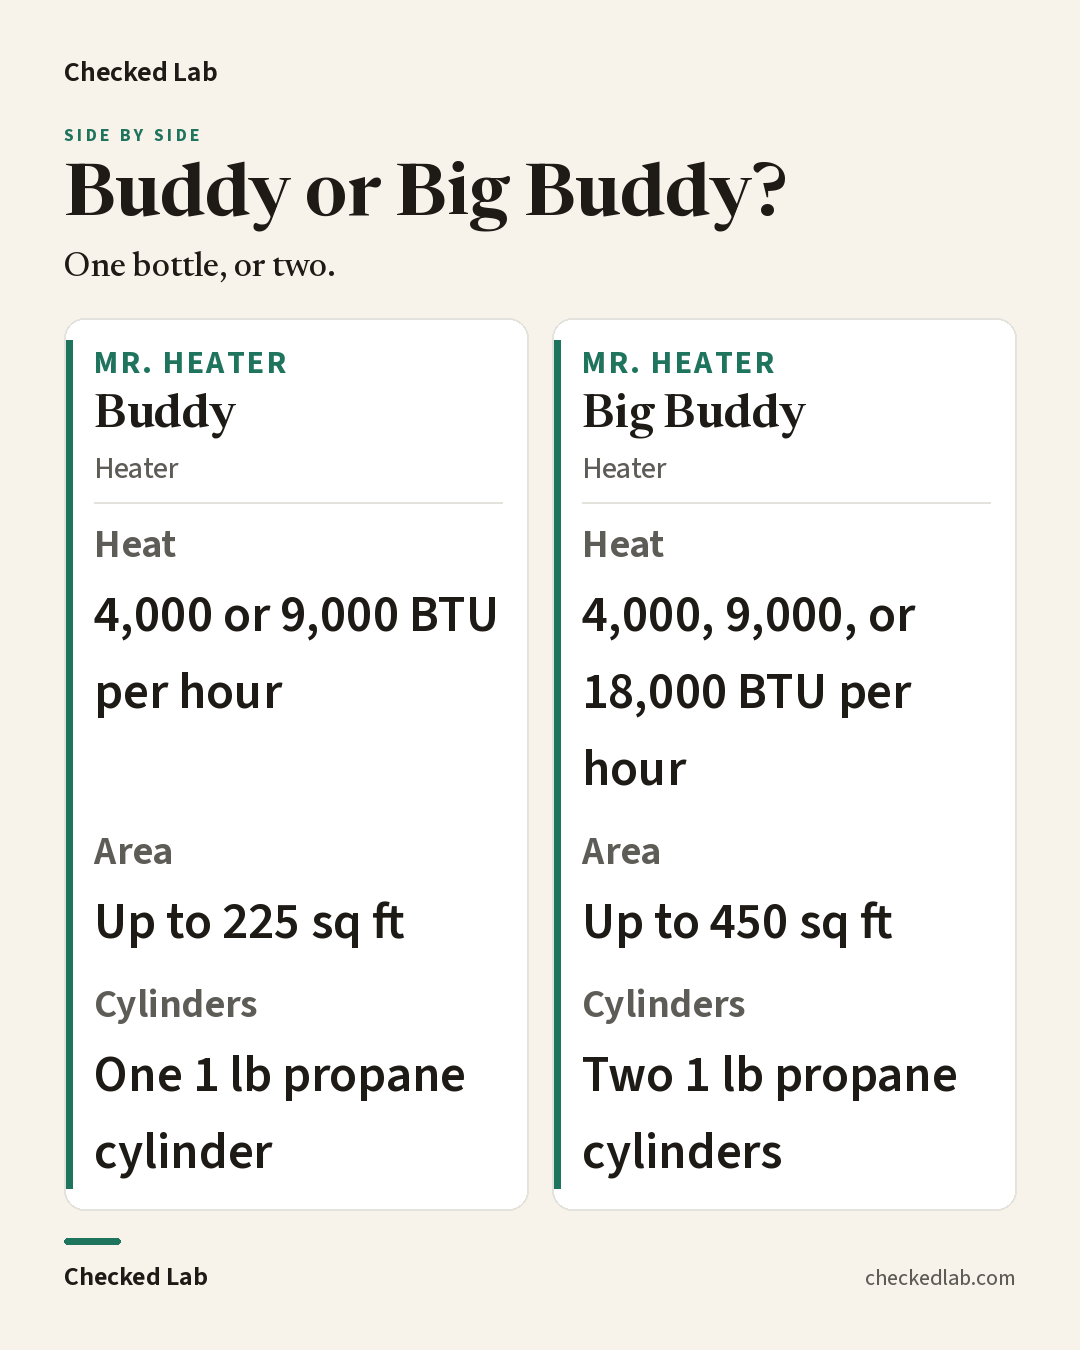 Checked Lab
SIDE BY SIDE
Buddy or Big Buddy?
One bottle, or two.
MR. HEATER
Buddy
Heater
Heat
4,000 or 9,000 BTU
per hour
Area
Up to 225 sq ft
Cylinders
One 1 lb propane
cylinder
MR. HEATER
Big Buddy
Heater
Heat
4,000, 9,000, or
18,000 BTU per
hour
Area
Up to 450 sq ft
Cylinders
Two 1 lb propane
cylinders
Checked Lab
checkedlab.com